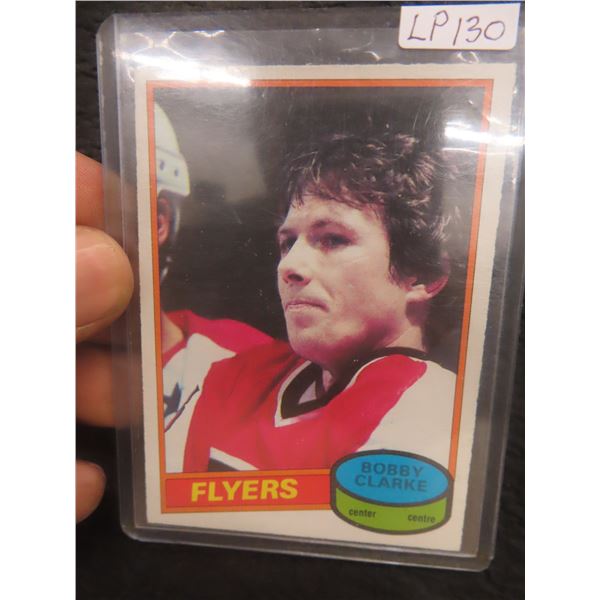 LP130
FLYERS
BOBBY
CLARKE
center centre